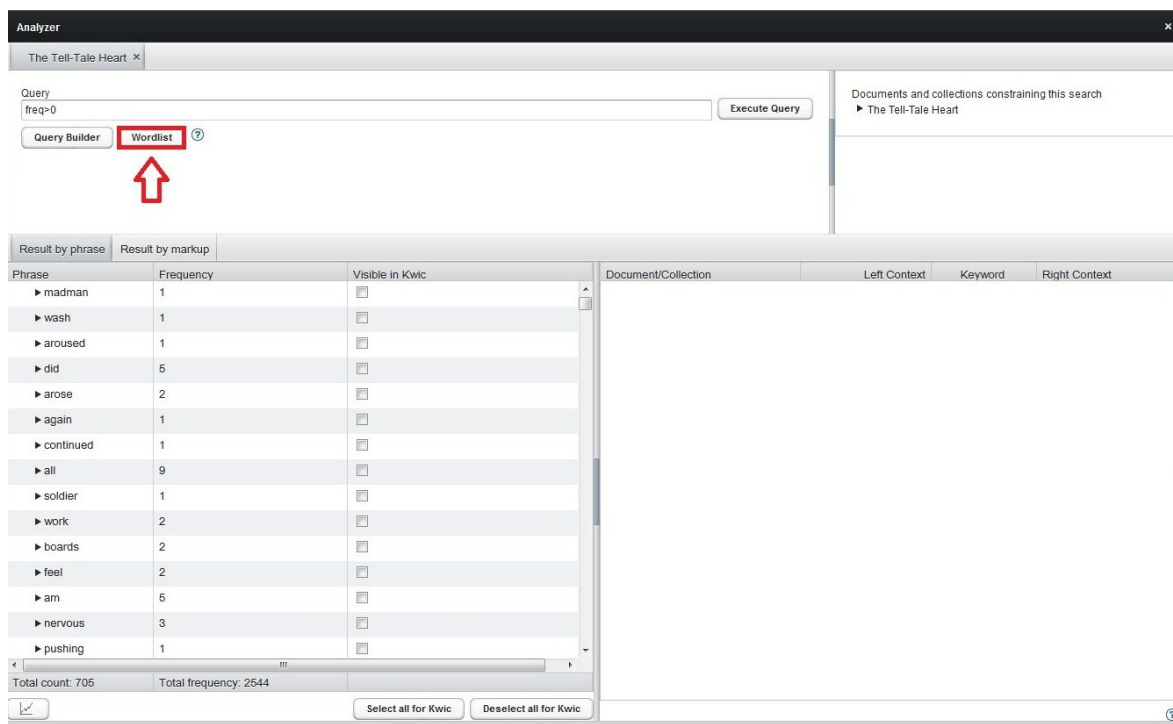 Analyzer ×
The Tell-Tale Heart ×
Query
freq>0
Execute Query
Query Builder Wordlist ?
Documents and collections constraining this search
The Tell-Tale Heart
Result by phrase Result by markup
Phrase Frequency Visible in Kwic Document/Collection Left Context Keyword Right Context
madman 1
wash 1
aroused 1
did 5
arose 2
again 1
continued 1
all 9
soldier 1
work 2
boards 2
feel 2
am 5
nervous 3
pushing 1
Total count: 705 Total frequency: 2544
Select all for Kwic Deselect all for Kwic
?